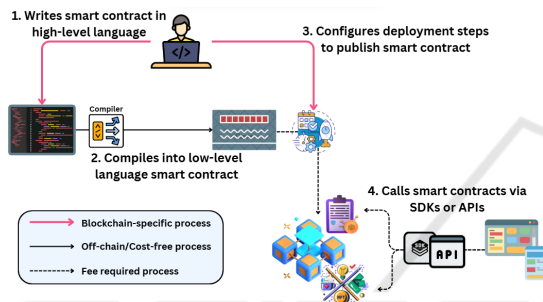 1. Writes smart contract in
high-level language
3. Configures deployment steps
to publish smart contract
Compiler
2. Compiles into low-level
language smart contract
4. Calls smart contracts via
SDKs or APIs
SDK
API
Blockchain-specific process
Off-chain/Cost-free process
Fee required process